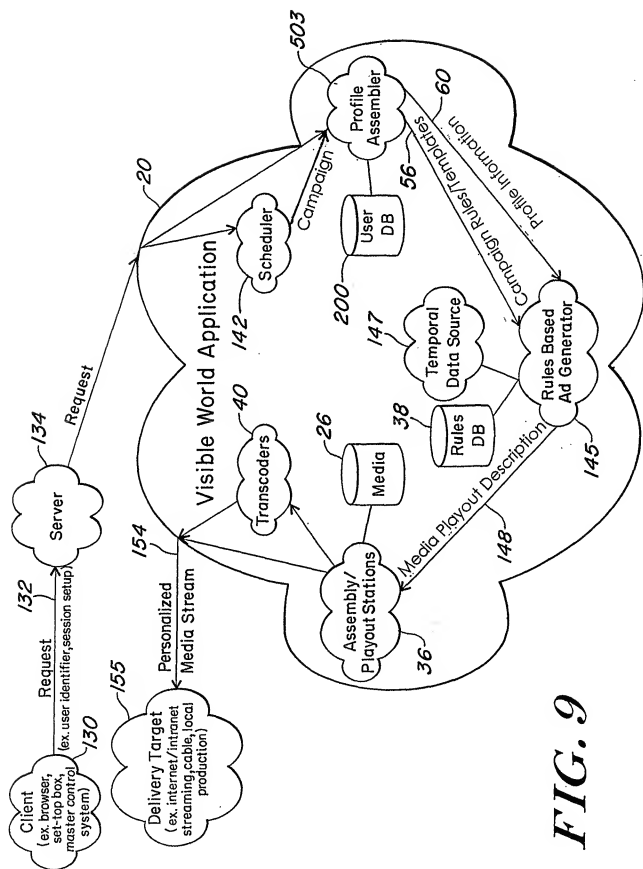 Client
(ex. browser,
set-top box,
master control
system)
130
Request
132
(ex. user identifier, session setup)
Server
134
Request
20
Visible World Application
Scheduler
142
Campaign
Profile
Assembler
503
User
DB
200
56
Campaign Rules/Templates
60
Profile Information
Temporal
Data Source
147
Rules
DB
38
Rules Based
Ad Generator
145
Media Playout Description
148
Assembly/
Playout Stations
36
Media
26
Transcoders
40
154
Personalized
Media Stream
155
Delivery Target
(ex. internet/intranet
streaming, cable, local
production)
FIG. 9